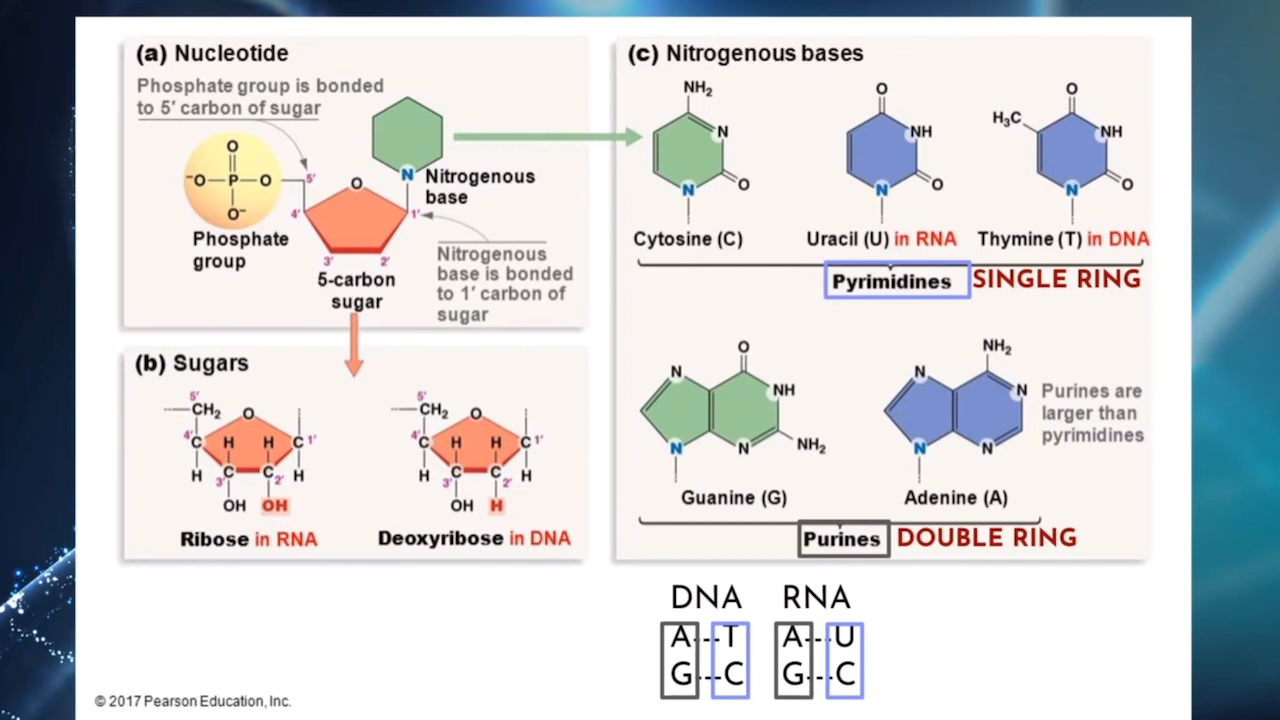 (a) Nucleotide
Phosphate group is bonded
to 5′ carbon of sugar
O
⁻O—P—O
O⁻
5′
4′
O
1′
3′
2′
N
Nitrogenous
base
Phosphate
group
5-carbon
sugar
Nitrogenous
base is bonded
to 1′ carbon of
sugar
(b) Sugars
5′
CH₂
O
4′
C
H
H
C
1′
H
3′
C
C
2′
H
OH
OH
Ribose in RNA
5′
CH₂
O
4′
C
H
H
C
1′
H
3′
C
C
2′
H
OH
H
Deoxyribose in DNA
(c) Nitrogenous bases
NH₂
N
N
O
Cytosine (C)
O
NH
N
O
Uracil (U) in RNA
O
H₃C
NH
N
O
Thymine (T) in DNA
Pyrimidines SINGLE RING
O
N
NH
N
N
NH₂
Guanine (G)
NH₂
N
N
N
N
Adenine (A)
Purines are
larger than
pyrimidines
Purines DOUBLE RING
DNA RNA
A---T A---U
G---C G---C
© 2017 Pearson Education, Inc.